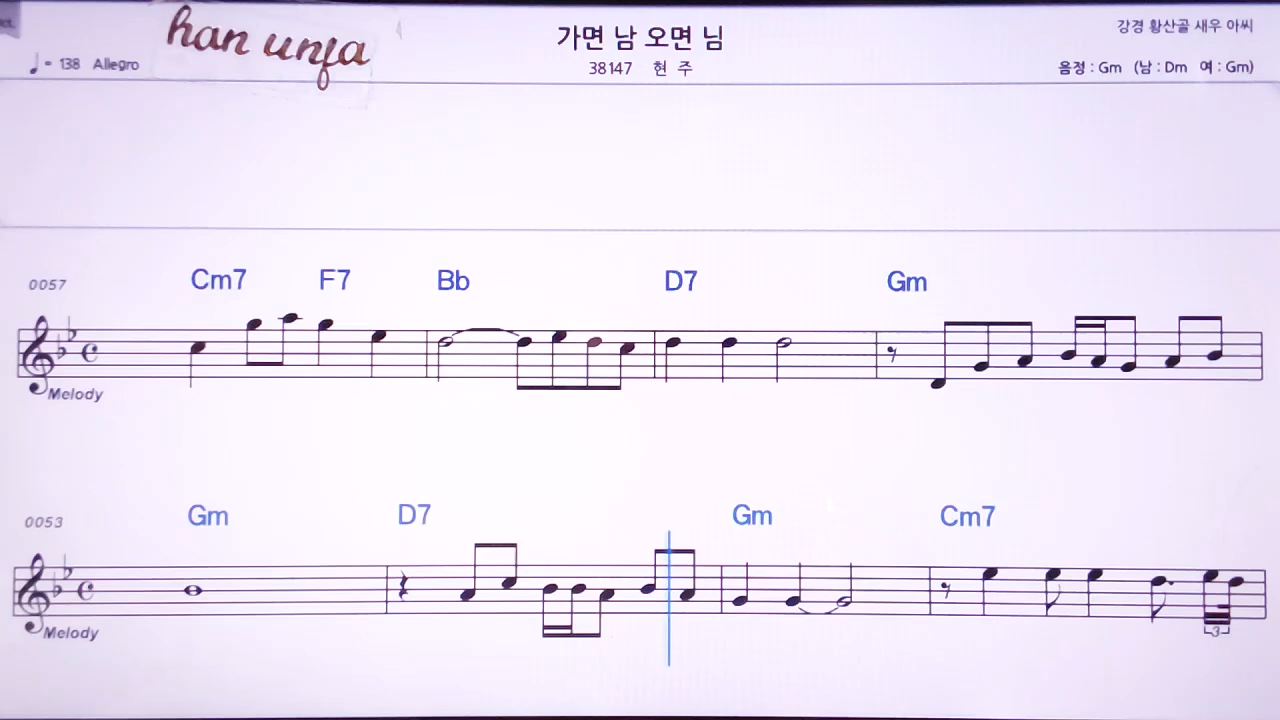 han unfa
가면 남 오면 님
강경 황산골 새우 아씨
♩= 138 Allegro
38147 현 주
음정 : Gm (남 : Dm 여 : Gm)
0057 Cm7 F7 Bb D7 Gm
Melody
0053 Gm D7 Gm Cm7
Melody
3